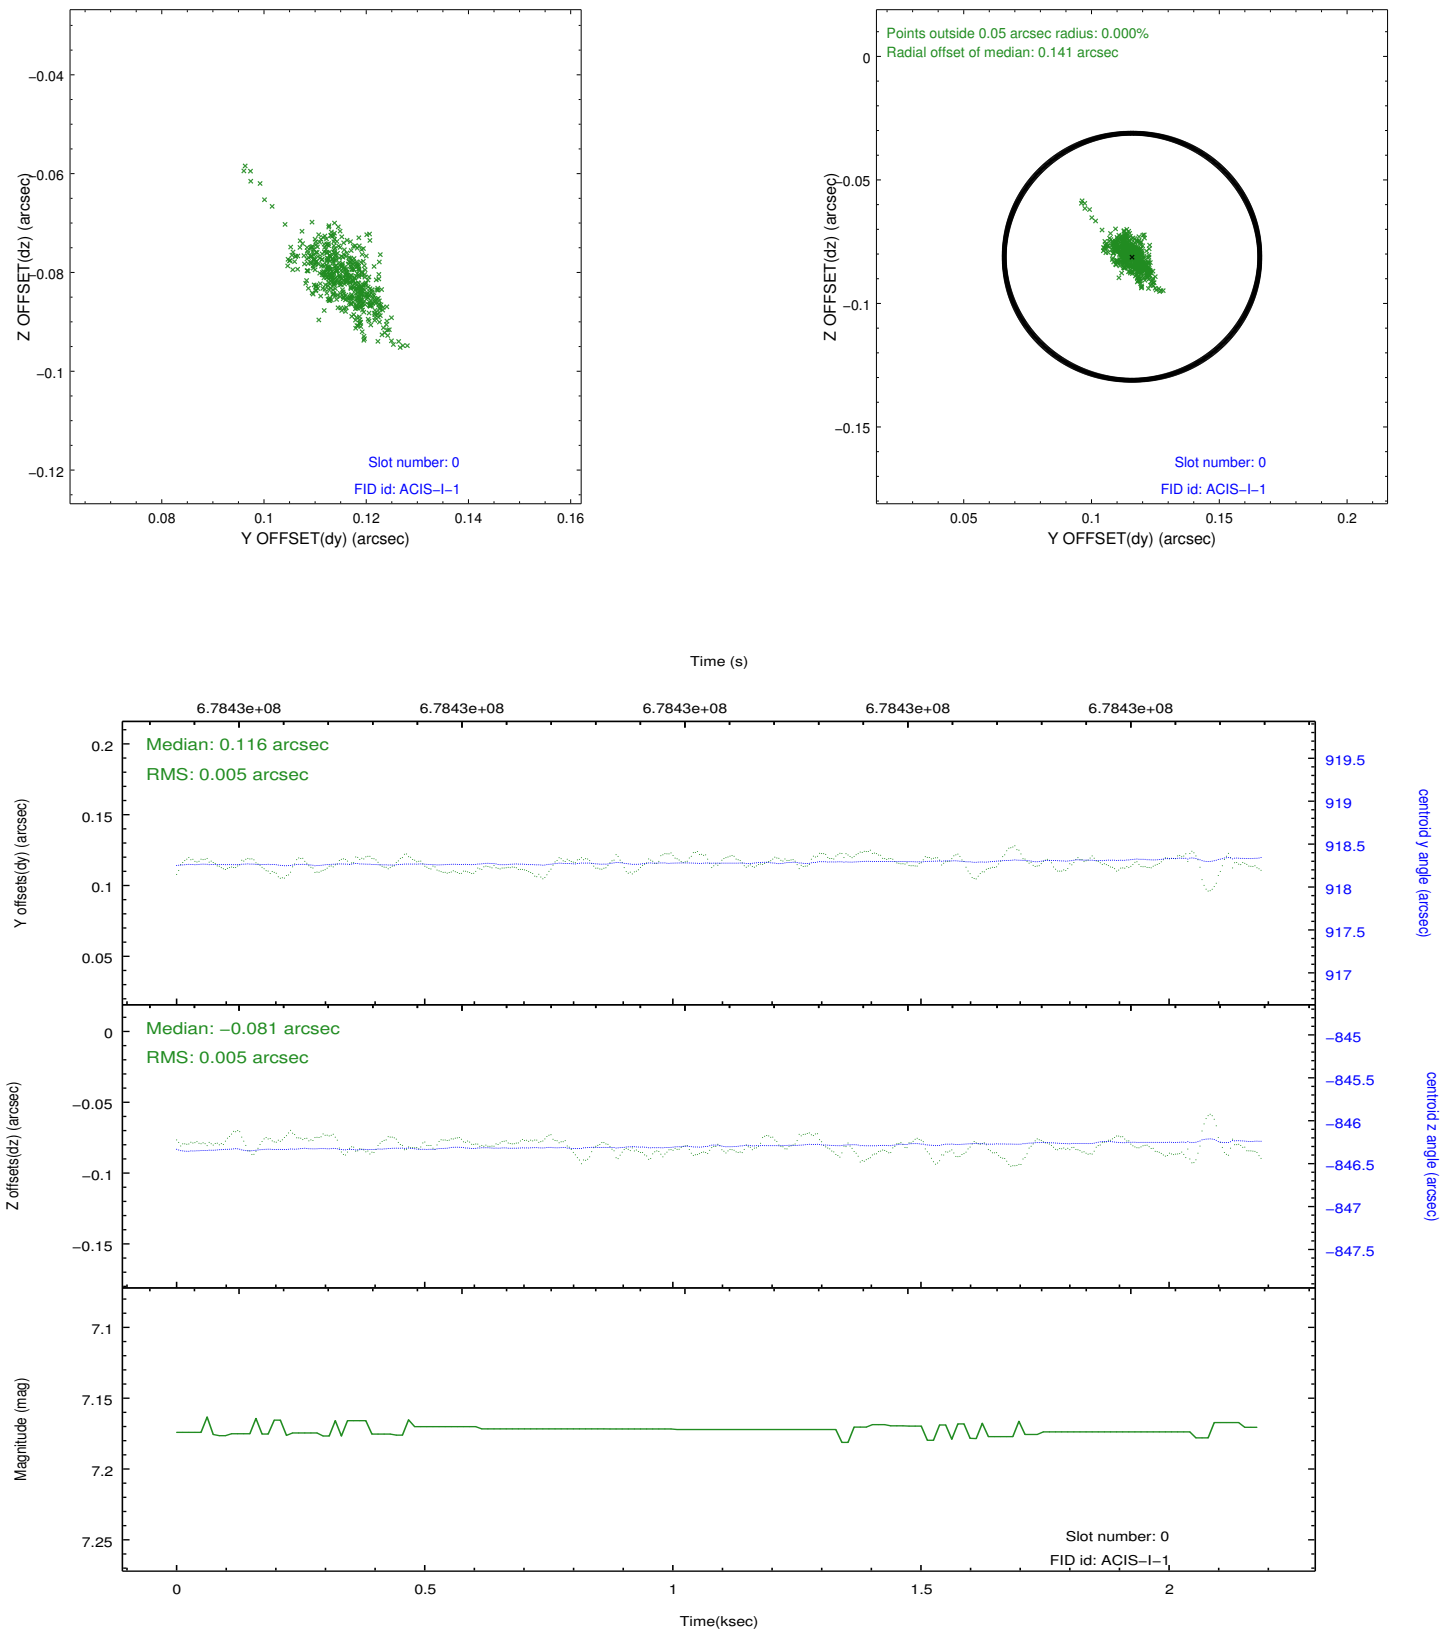 −0.04
−0.06
−0.08
−0.1
−0.12
Z OFFSET(dz) (arcsec)
Slot number: 0
FID id: ACIS−I−1
0.08
0.1
0.12
0.14
0.16
Y OFFSET(dy) (arcsec)
Points outside 0.05 arcsec radius: 0.000%
Radial offset of median: 0.141 arcsec
0
−0.05
−0.1
−0.15
Z OFFSET(dz) (arcsec)
Slot number: 0
FID id: ACIS−I−1
0.05
0.1
0.15
0.2
Y OFFSET(dy) (arcsec)
Time (s)
6.7843e+08
6.7843e+08
6.7843e+08
6.7843e+08
6.7843e+08
Median: 0.116 arcsec
RMS: 0.005 arcsec
0.2
0.15
0.1
0.05
Y offsets(dy) (arcsec)
919.5
919
918.5
918
917.5
917
centroid y angle (arcsec)
Median: −0.081 arcsec
RMS: 0.005 arcsec
0
−0.05
−0.1
−0.15
Z offsets(dz) (arcsec)
−845
−845.5
−846
−846.5
−847
−847.5
centroid z angle (arcsec)
7.1
7.15
7.2
7.25
Magnitude (mag)
Slot number: 0
FID id: ACIS−I−1
0
0.5
1
1.5
2
Time(ksec)